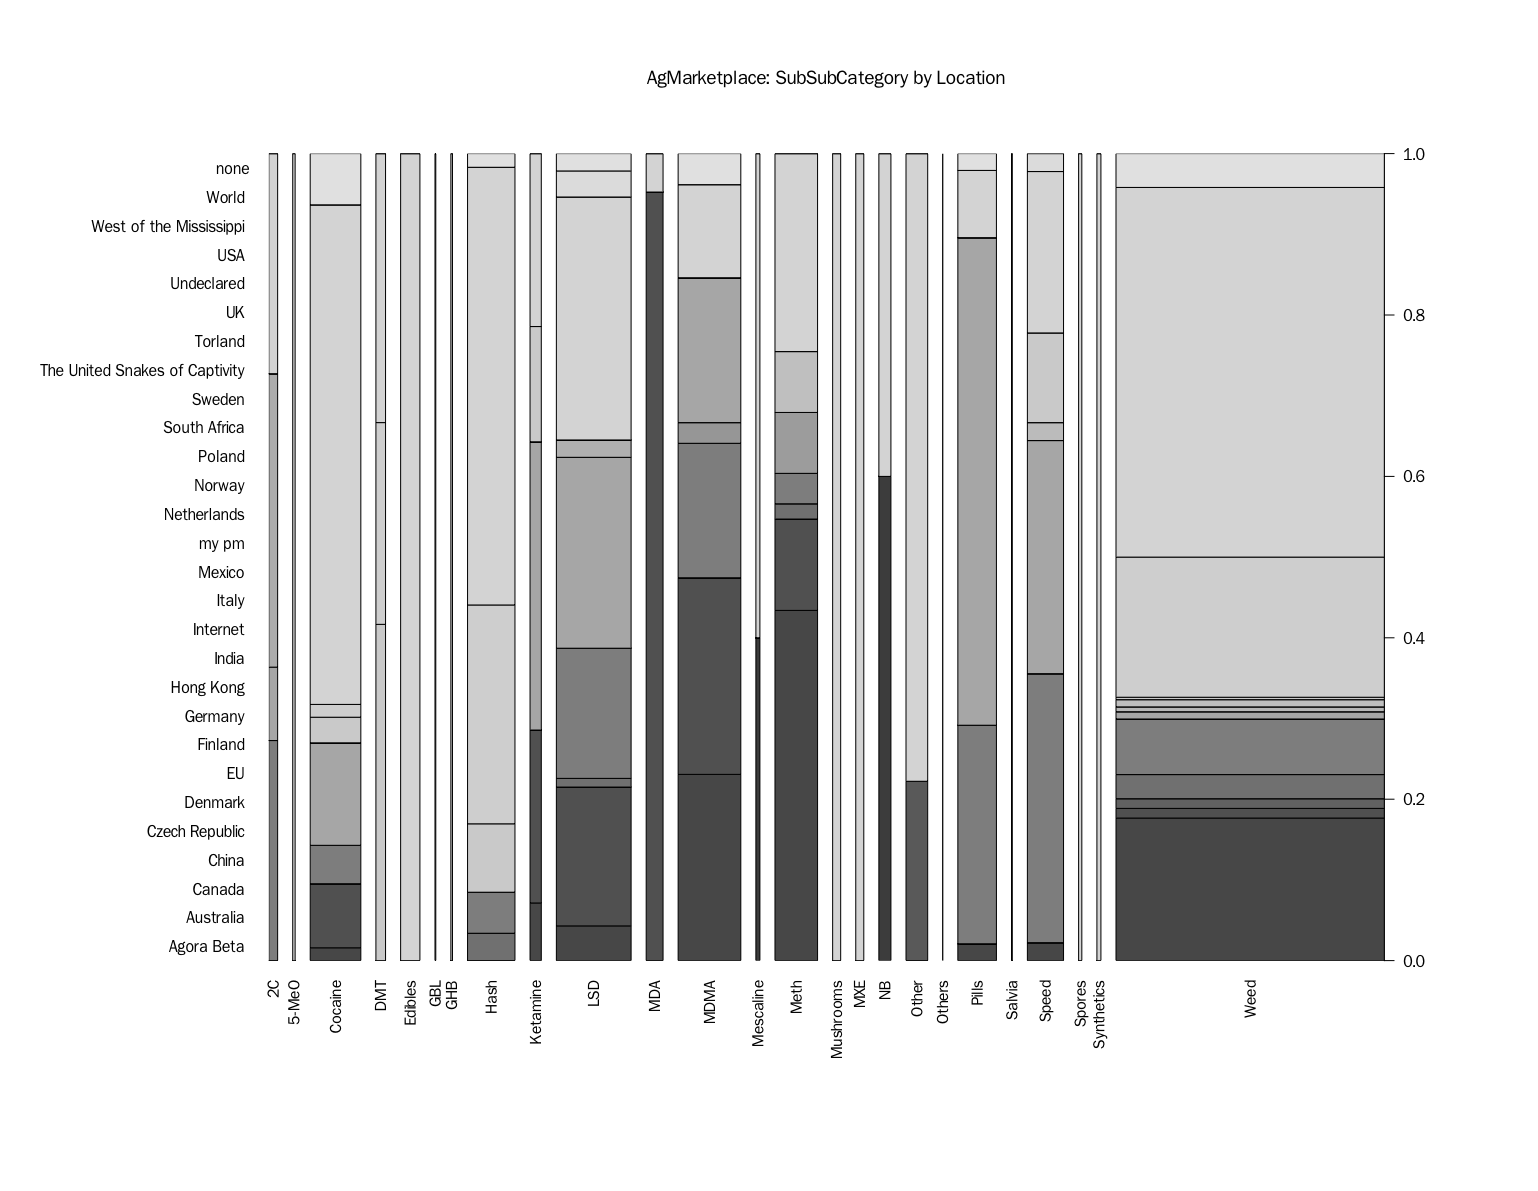 AgMarketplace: SubSubCategory by Location
none
World
West of the Mississippi
USA
Undeclared
UK
Torland
The United Snakes of Captivity
Sweden
South Africa
Poland
Norway
Netherlands
my pm
Mexico
Italy
Internet
India
Hong Kong
Germany
Finland
EU
Denmark
Czech Republic
China
Canada
Australia
Agora Beta
1.0
0.8
0.6
0.4
0.2
0.0
2C
5-MeO
Cocaine
DMT
Edibles
GBL
GHB
Hash
Ketamine
LSD
MDA
MDMA
Mescaline
Meth
Mushrooms
MXE
NB
Other
Others
Pills
Salvia
Speed
Spores
Synthetics
Weed